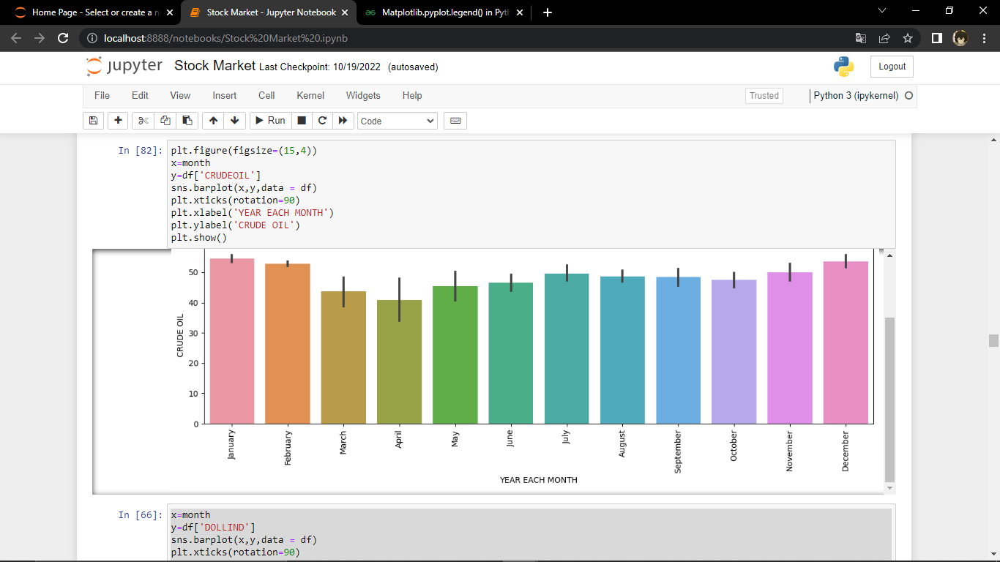 Home Page - Select or create a n
Stock Market - Jupyter Notebook
Matplotlib.pyplot.legend() in Pyth
localhost:8888/notebooks/Stock%20Market%20.ipynb
jupyter Stock Market Last Checkpoint: 10/19/2022 (autosaved)
Logout
File Edit View Insert Cell Kernel Widgets Help
Trusted
Python 3 (ipykernel)
Run
Code
In [82]:
plt.figure(figsize=(15,4))
x=month
y=df['CRUDEOIL']
sns.barplot(x,y,data = df)
plt.xticks(rotation=90)
plt.xlabel('YEAR EACH MONTH')
plt.ylabel('CRUDE OIL')
plt.show()
50
40
30
20
10
0
CRUDE OIL
January
February
March
April
May
June
July
August
September
October
November
December
YEAR EACH MONTH
In [66]:
x=month
y=df['DOLLIND']
sns.barplot(x,y,data = df)
plt.xticks(rotation=90)